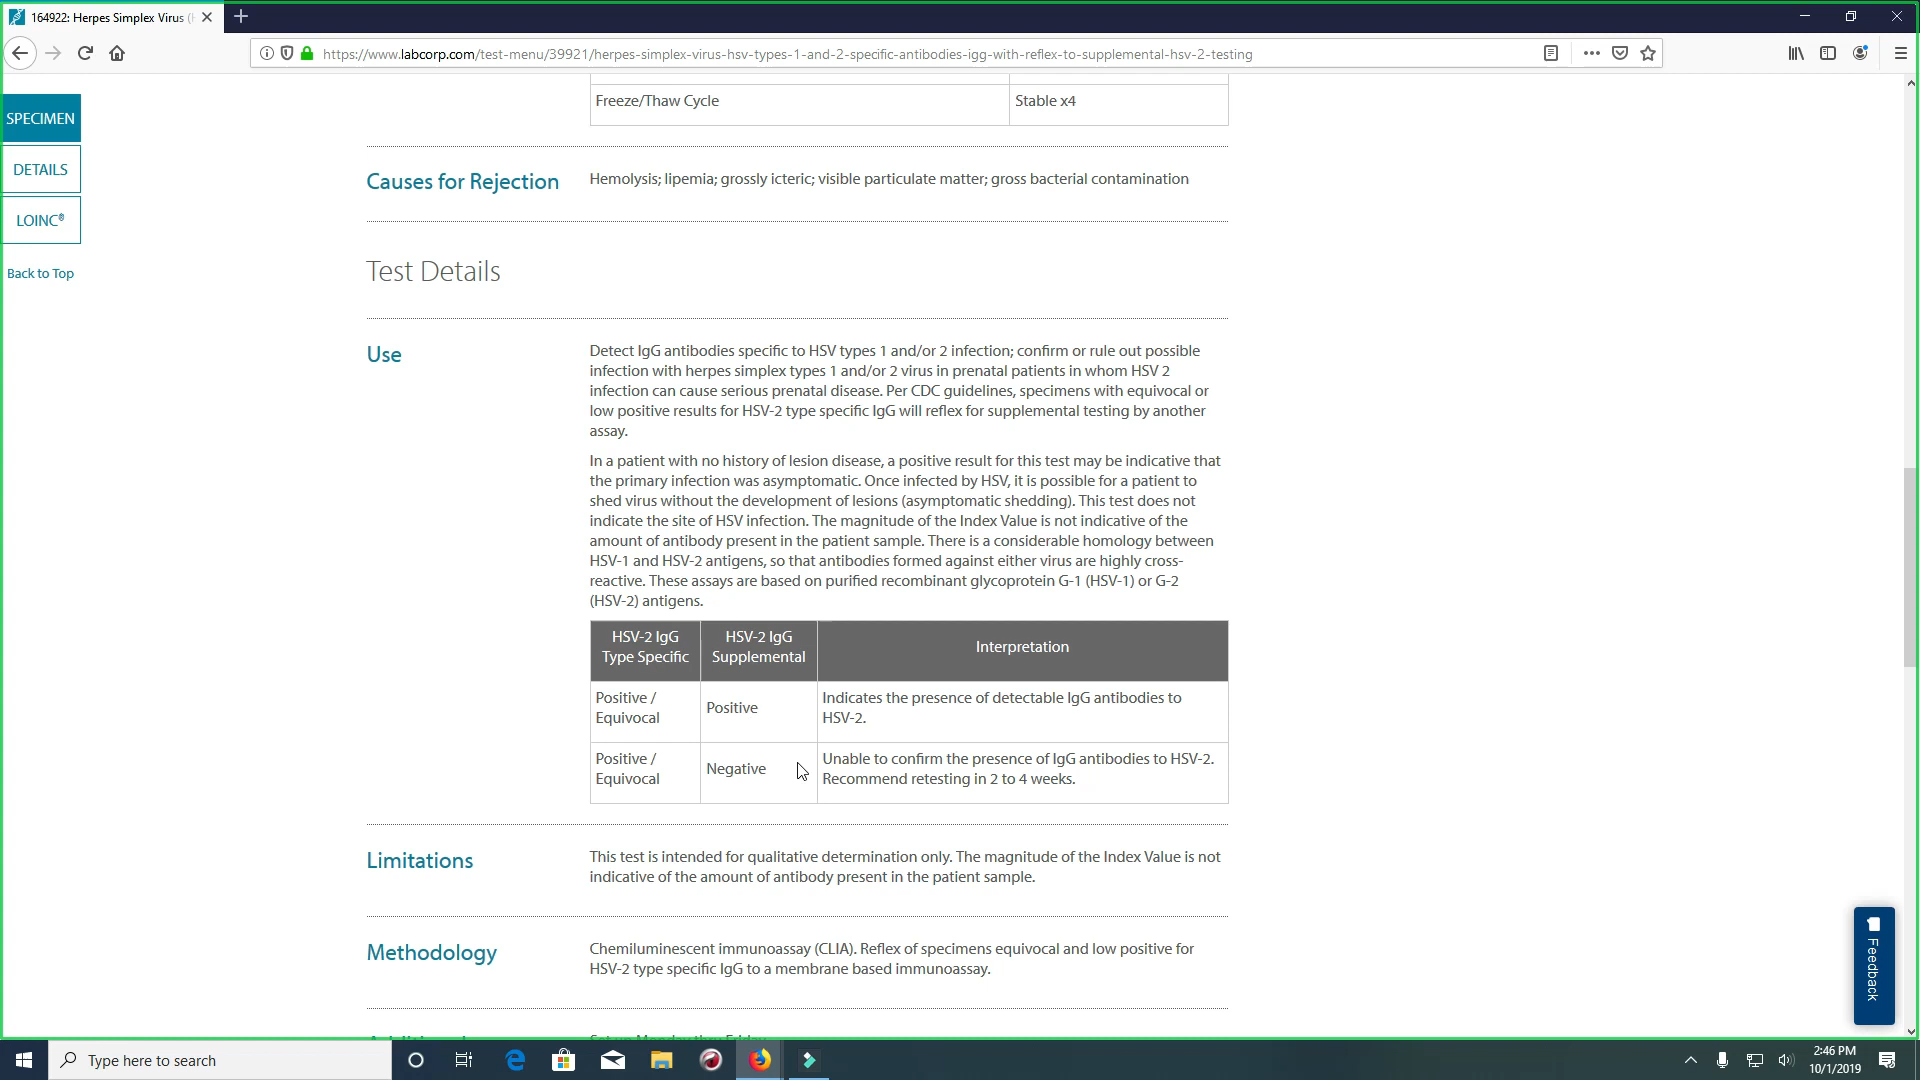 164922: Herpes Simplex Virus (
https://www.labcorp.com/test-menu/39921/herpes-simplex-virus-hsv-types-1-and-2-specific-antibodies-igg-with-reflex-to-supplemental-hsv-2-testing
SPECIMEN
DETAILS
LOINC®
Back to Top
Freeze/Thaw Cycle Stable x4
Causes for Rejection Hemolysis; lipemia; grossly icteric; visible particulate matter; gross bacterial contamination
Test Details
Use
Detect IgG antibodies specific to HSV types 1 and/or 2 infection; confirm or rule out possible
infection with herpes simplex types 1 and/or 2 virus in prenatal patients in whom HSV 2
infection can cause serious prenatal disease. Per CDC guidelines, specimens with equivocal or
low positive results for HSV-2 type specific IgG will reflex for supplemental testing by another
assay.
In a patient with no history of lesion disease, a positive result for this test may be indicative that
the primary infection was asymptomatic. Once infected by HSV, it is possible for a patient to
shed virus without the development of lesions (asymptomatic shedding). This test does not
indicate the site of HSV infection. The magnitude of the Index Value is not indicative of the
amount of antibody present in the patient sample. There is a considerable homology between
HSV-1 and HSV-2 antigens, so that antibodies formed against either virus are highly cross-
reactive. These assays are based on purified recombinant glycoprotein G-1 (HSV-1) or G-2
(HSV-2) antigens.
HSV-2 IgG
Type Specific
HSV-2 IgG
Supplemental
Interpretation
Positive /
Equivocal
Positive
Indicates the presence of detectable IgG antibodies to
HSV-2.
Positive /
Equivocal
Negative
Unable to confirm the presence of IgG antibodies to HSV-2.
Recommend retesting in 2 to 4 weeks.
Limitations
This test is intended for qualitative determination only. The magnitude of the Index Value is not
indicative of the amount of antibody present in the patient sample.
Methodology
Chemiluminescent immunoassay (CLIA). Reflex of specimens equivocal and low positive for
HSV-2 type specific IgG to a membrane based immunoassay.
Feedback
Type here to search
2:46 PM
10/1/2019